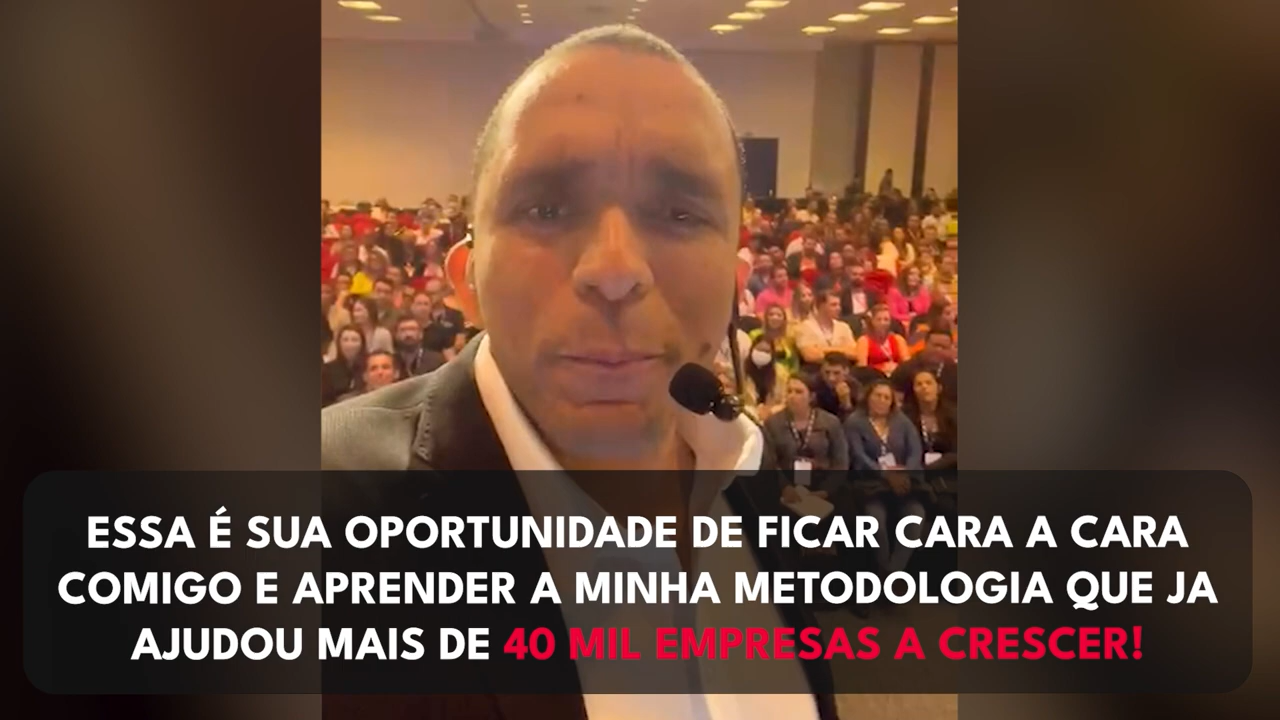 ESSA É SUA OPORTUNIDADE DE FICAR CARA A CARA
COMIGO E APRENDER A MINHA METODOLOGIA QUE JA
AJUDOU MAIS DE 40 MIL EMPRESAS A CRESCER!